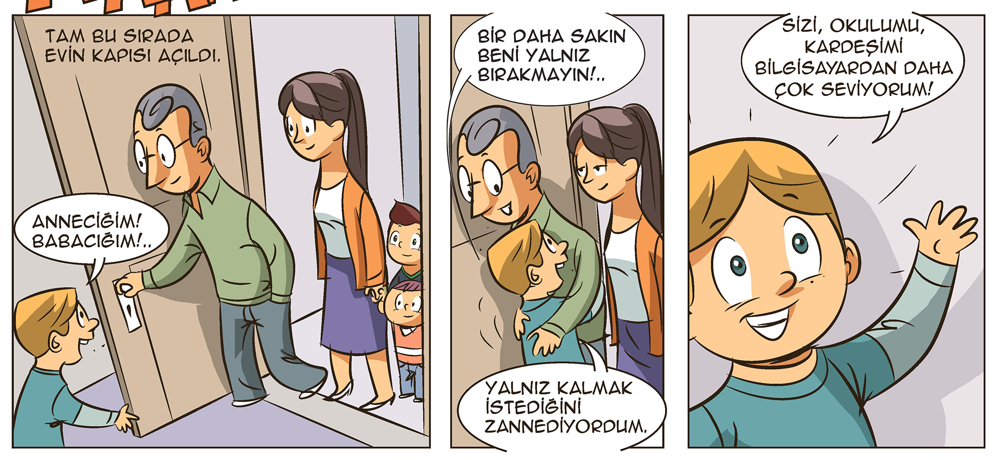 TAM BU SIRADA
EVİN KAPISI AÇILDI.
ANNECİĞİM!
BABACIĞIM!..
BİR DAHA SAKIN
BENİ YALNIZ
BIRAKMAYIN!..
YALNIZ KALMAK
İSTEDİĞİNİ
ZANNEDİYORDUM.
SİZİ, OKULUMU,
KARDEŞİMİ
BİLGİSAYARDAN DAHA
ÇOK SEVİYORUM!